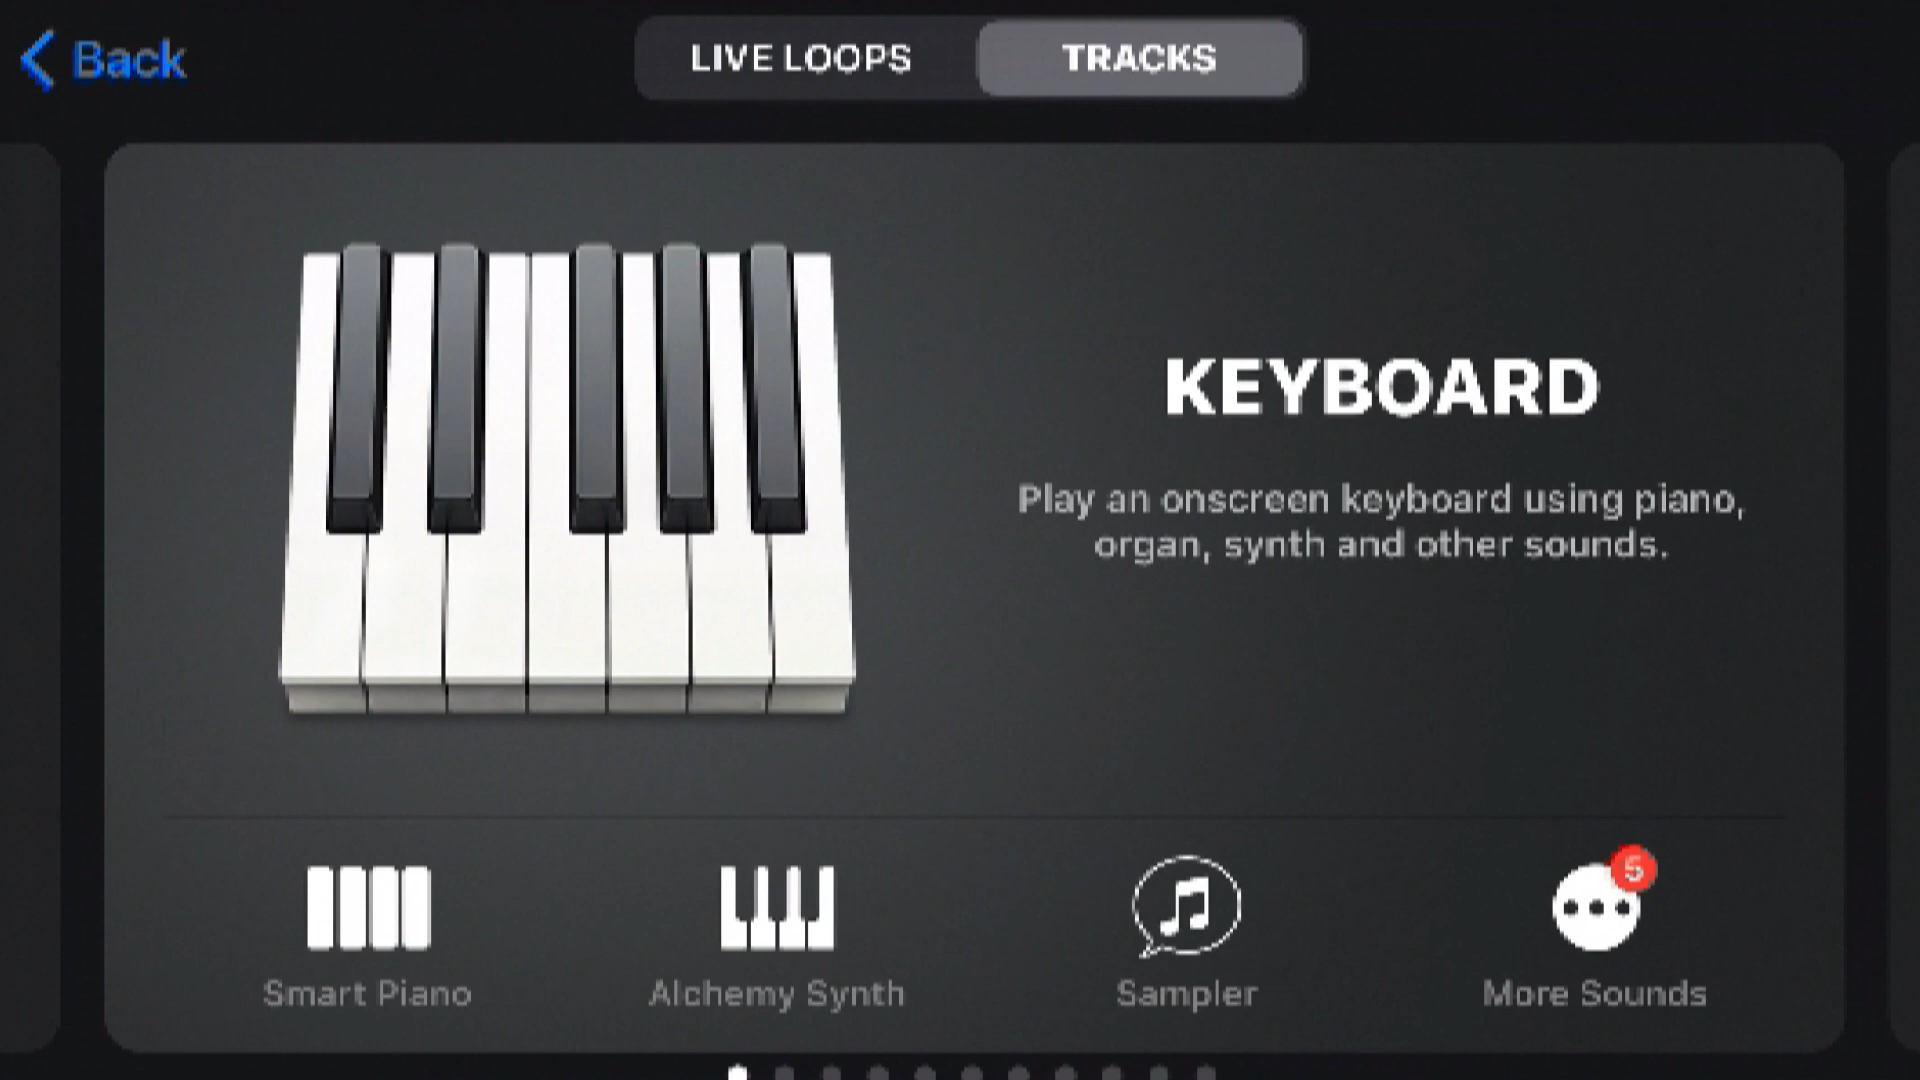 Back
LIVE LOOPS
TRACKS
KEYBOARD
Play an onscreen keyboard using piano,
organ, synth and other sounds.
5
Smart Piano
Alchemy Synth
Sampler
More Sounds